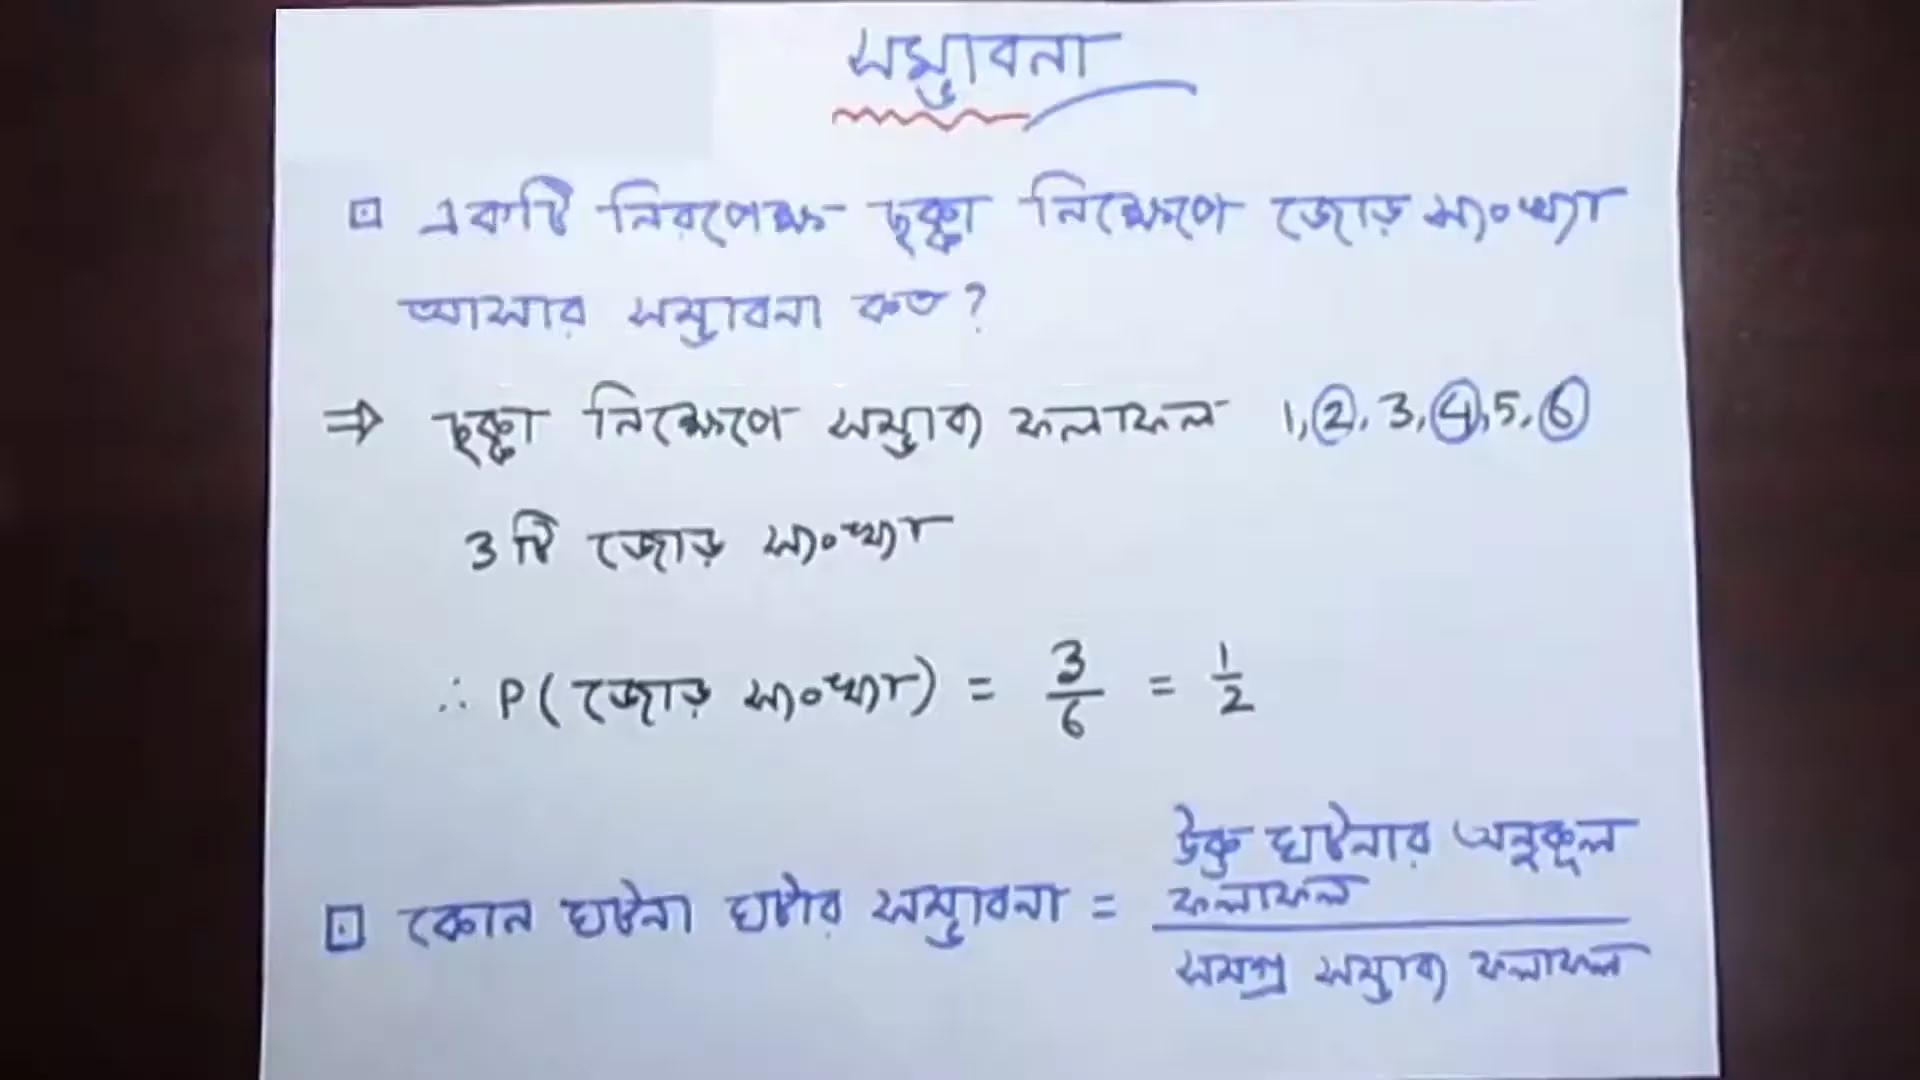 সম্ভাবনা
⊡ একটি নিরপেক্ষ ছক্কা নিক্ষেপে জোড় সংখ্যা
আসার সম্ভাবনা কত?
⇒ ছক্কা নিক্ষেপে সম্ভাব্য ফলাফল 1, 2, 3, 4, 5, 6
3 টি জোড় সংখ্যা
∴ P(জোড় সংখ্যা) = 3/6 = 1/2
উক্ত ঘটনার অনুকূল
⊡ কোন ঘটনা ঘটার সম্ভাবনা = ফলাফল
সমগ্র সম্ভাব্য ফলাফল